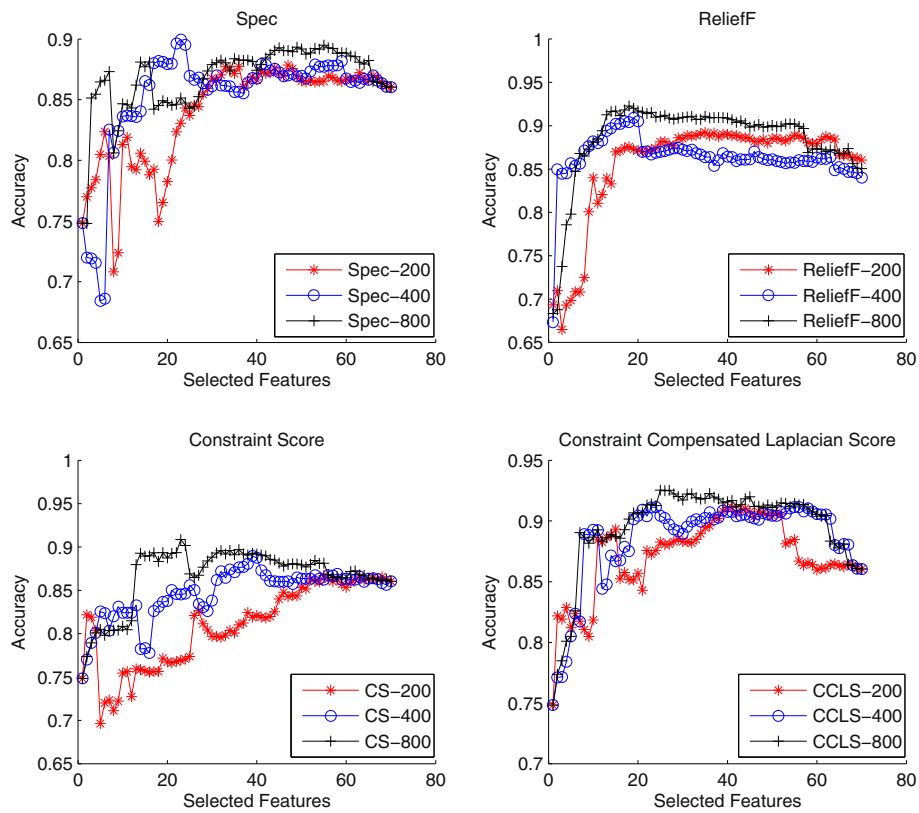 Spec
0.9
0.85
0.8
0.75
0.7
0.65
Accuracy
0
20
40
60
80
Selected Features
Spec-200
Spec-400
Spec-800
ReliefF
1
0.95
0.9
0.85
0.8
0.75
0.7
0.65
Accuracy
0
20
40
60
80
Selected Features
ReliefF-200
ReliefF-400
ReliefF-800
Constraint Score
1
0.95
0.9
0.85
0.8
0.75
0.7
0.65
Accuracy
0
20
40
60
80
Selected Features
CS-200
CS-400
CS-800
Constraint Compensated Laplacian Score
0.95
0.9
0.85
0.8
0.75
0.7
Accuracy
0
20
40
60
80
Selected Features
CCLS-200
CCLS-400
CCLS-800